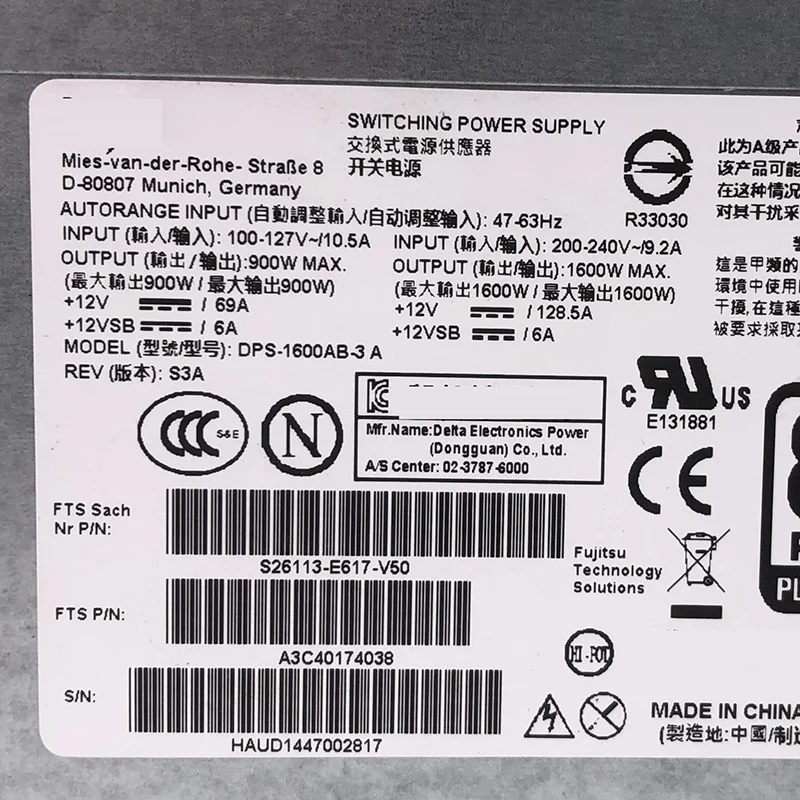 SWITCHING POWER SUPPLY
交換式電源供應器
开关电源
Mies-van-der-Rohe- Straße 8
D-80807 Munich, Germany
R33030
AUTORANGE INPUT (自動調整輸入/自动调整输入): 47-63Hz
INPUT (輸入/输入): 100-127V~/10.5A
INPUT (輸入/输入): 200-240V~/9.2A
OUTPUT (輸出/输出):900W MAX.
OUTPUT (輸出/输出):1600W MAX.
(最大輸出900W/最大输出900W)
(最大輸出1600W/最大输出1600W)
+12V / 69A
+12V / 128.5A
+12VSB / 6A
+12VSB / 6A
MODEL (型號/型号): DPS-1600AB-3 A
REV (版本): S3A
此为A级产
该产品可能
在这种情况
对其干扰采
這是甲類的
環境中使用
干擾,在這種
被要求採取
CCC S&E
N
Mfr.Name:Delta Electronics Power
(Dongguan) Co., Ltd.
A/S Center: 02-3787-6000
C RU US
E131881
CE
FTS Sach
Nr P/N:
S26113-E617-V50
Fujitsu
Technology
Solutions
PL
FTS P/N:
A3C40174038
HI-POT
S/N:
HAUD1447002817
MADE IN CHINA
(製造地:中國/制造